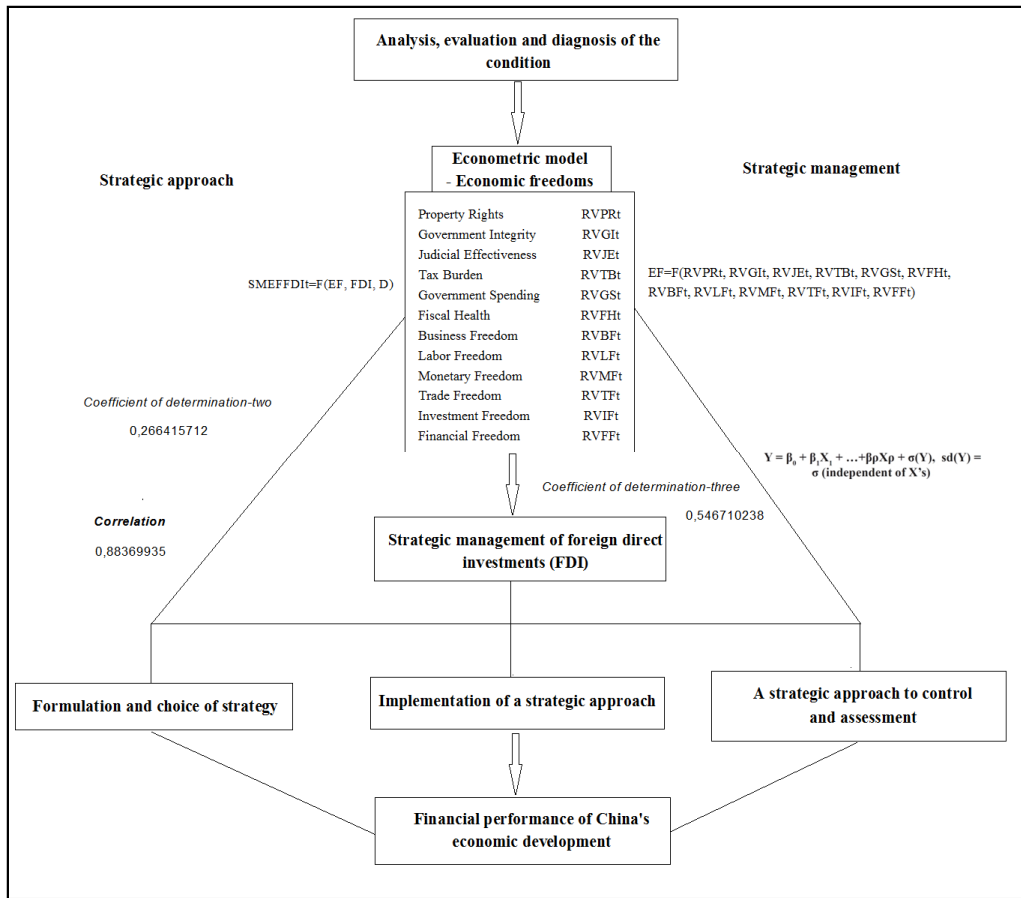 Analysis, evaluation and diagnosis of the
condition
Econometric model
- Economic freedoms
Strategic approach
Strategic management
Property Rights RVPRt
Government Integrity RVGIt
Judicial Effectiveness RVJEt
Tax Burden RVTBt
Government Spending RVGSt
Fiscal Health RVFHt
Business Freedom RVBFt
Labor Freedom RVLFt
Monetary Freedom RVMFt
Trade Freedom RVTFt
Investment Freedom RVIFt
Financial Freedom RVFFt
SMEFFDIt=F(EF, FDI, D)
EF=F(RVPRt, RVGIt, RVJEt, RVTBt, RVGSt, RVFHt,
RVBFt, RVLFt, RVMFt, RVTFt, RVIFt, RVFFt)
Coefficient of determination-two
0,266415712
Y = β₀ + β₁X₁ + …+βρXρ + σ(Y), sd(Y) =
σ (independent of X's)
Coefficient of determination-three
0,546710238
Correlation
0,88369935
Strategic management of foreign direct
investments (FDI)
Formulation and choice of strategy
Implementation of a strategic approach
A strategic approach to control
and assessment
Financial performance of China's
economic development